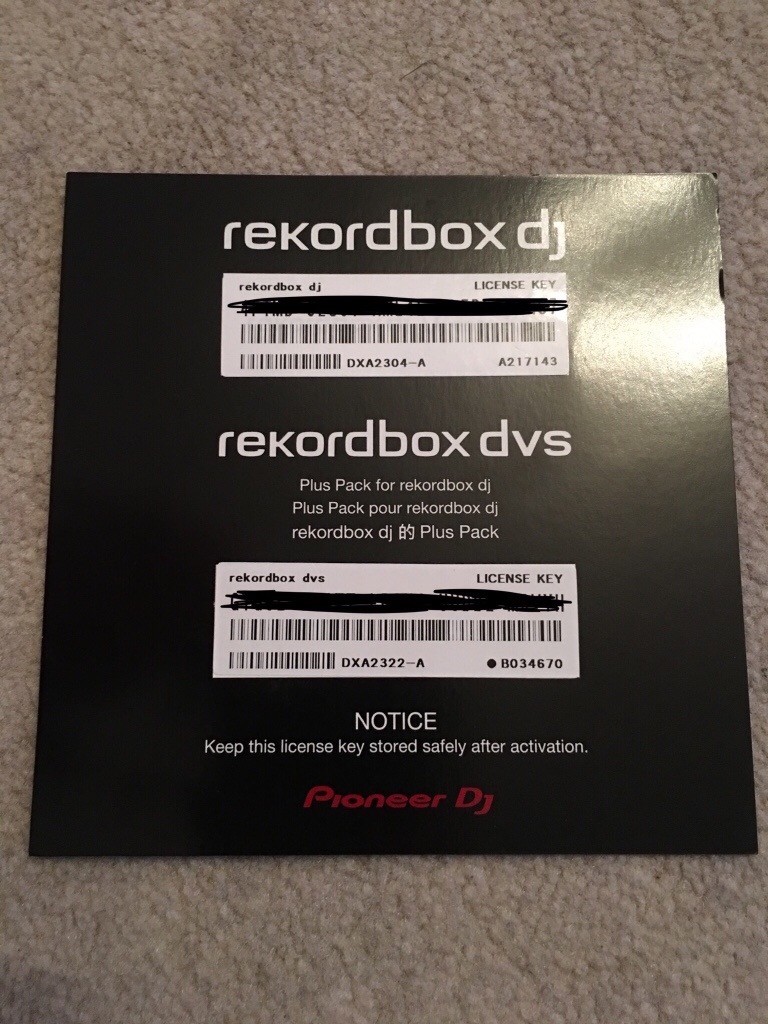 rekordbox dj
rekordbox dj LICENSE KEY
DXA2304-A A217143
rekordbox dvs
Plus Pack for rekordbox dj
Plus Pack pour rekordbox dj
rekordbox dj 的 Plus Pack
rekordbox dvs LICENSE KEY
DXA2322-A ●B034670
NOTICE
Keep this license key stored safely after activation.
Pioneer Dj